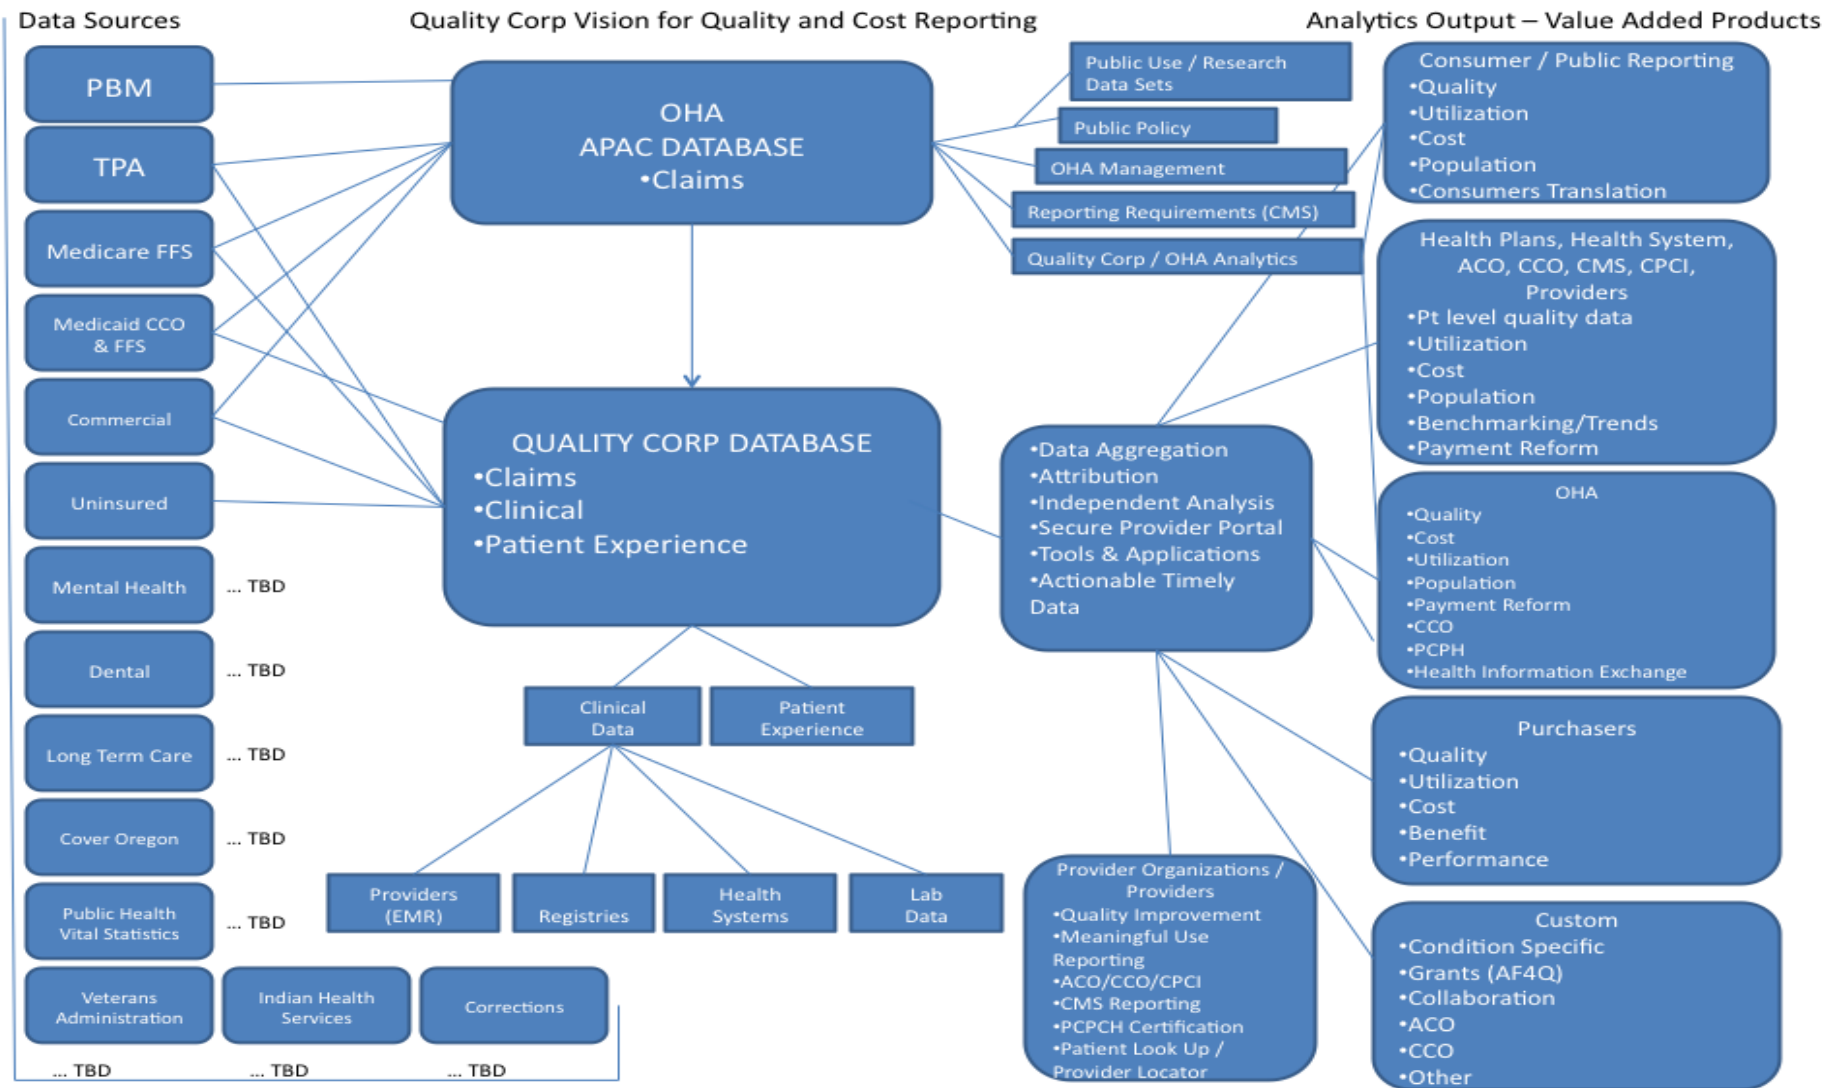 Data Sources
Quality Corp Vision for Quality and Cost Reporting
Analytics Output – Value Added Products
PBM
TPA
Medicare FFS
Medicaid CCO
& FFS
Commercial
Uninsured
Mental Health
... TBD
Dental
... TBD
Long Term Care
... TBD
Cover Oregon
... TBD
Public Health
Vital Statistics
... TBD
Veterans
Administration
... TBD
Indian Health
Services
... TBD
Corrections
... TBD
OHA
APAC DATABASE
•Claims
QUALITY CORP DATABASE
•Claims
•Clinical
•Patient Experience
Clinical
Data
Patient
Experience
Providers
(EMR)
Registries
Health
Systems
Lab
Data
Public Use / Research
Data Sets
Public Policy
OHA Management
Reporting Requirements (CMS)
Quality Corp / OHA Analytics
•Data Aggregation
•Attribution
•Independent Analysis
•Secure Provider Portal
•Tools & Applications
•Actionable Timely
Data
Provider Organizations /
Providers
•Quality Improvement
•Meaningful Use
Reporting
•ACO/CCO/CPCI
•CMS Reporting
•PCPCH Certification
•Patient Look Up /
Provider Locator
Consumer / Public Reporting
•Quality
•Utilization
•Cost
•Population
•Consumers Translation
Health Plans, Health System,
ACO, CCO, CMS, CPCI,
Providers
•Pt level quality data
•Utilization
•Cost
•Population
•Benchmarking/Trends
•Payment Reform
OHA
•Quality
•Cost
•Utilization
•Population
•Payment Reform
•CCO
•PCPH
•Health Information Exchange
Purchasers
•Quality
•Utilization
•Cost
•Benefit
•Performance
Custom
•Condition Specific
•Grants (AF4Q)
•Collaboration
•ACO
•CCO
•Other